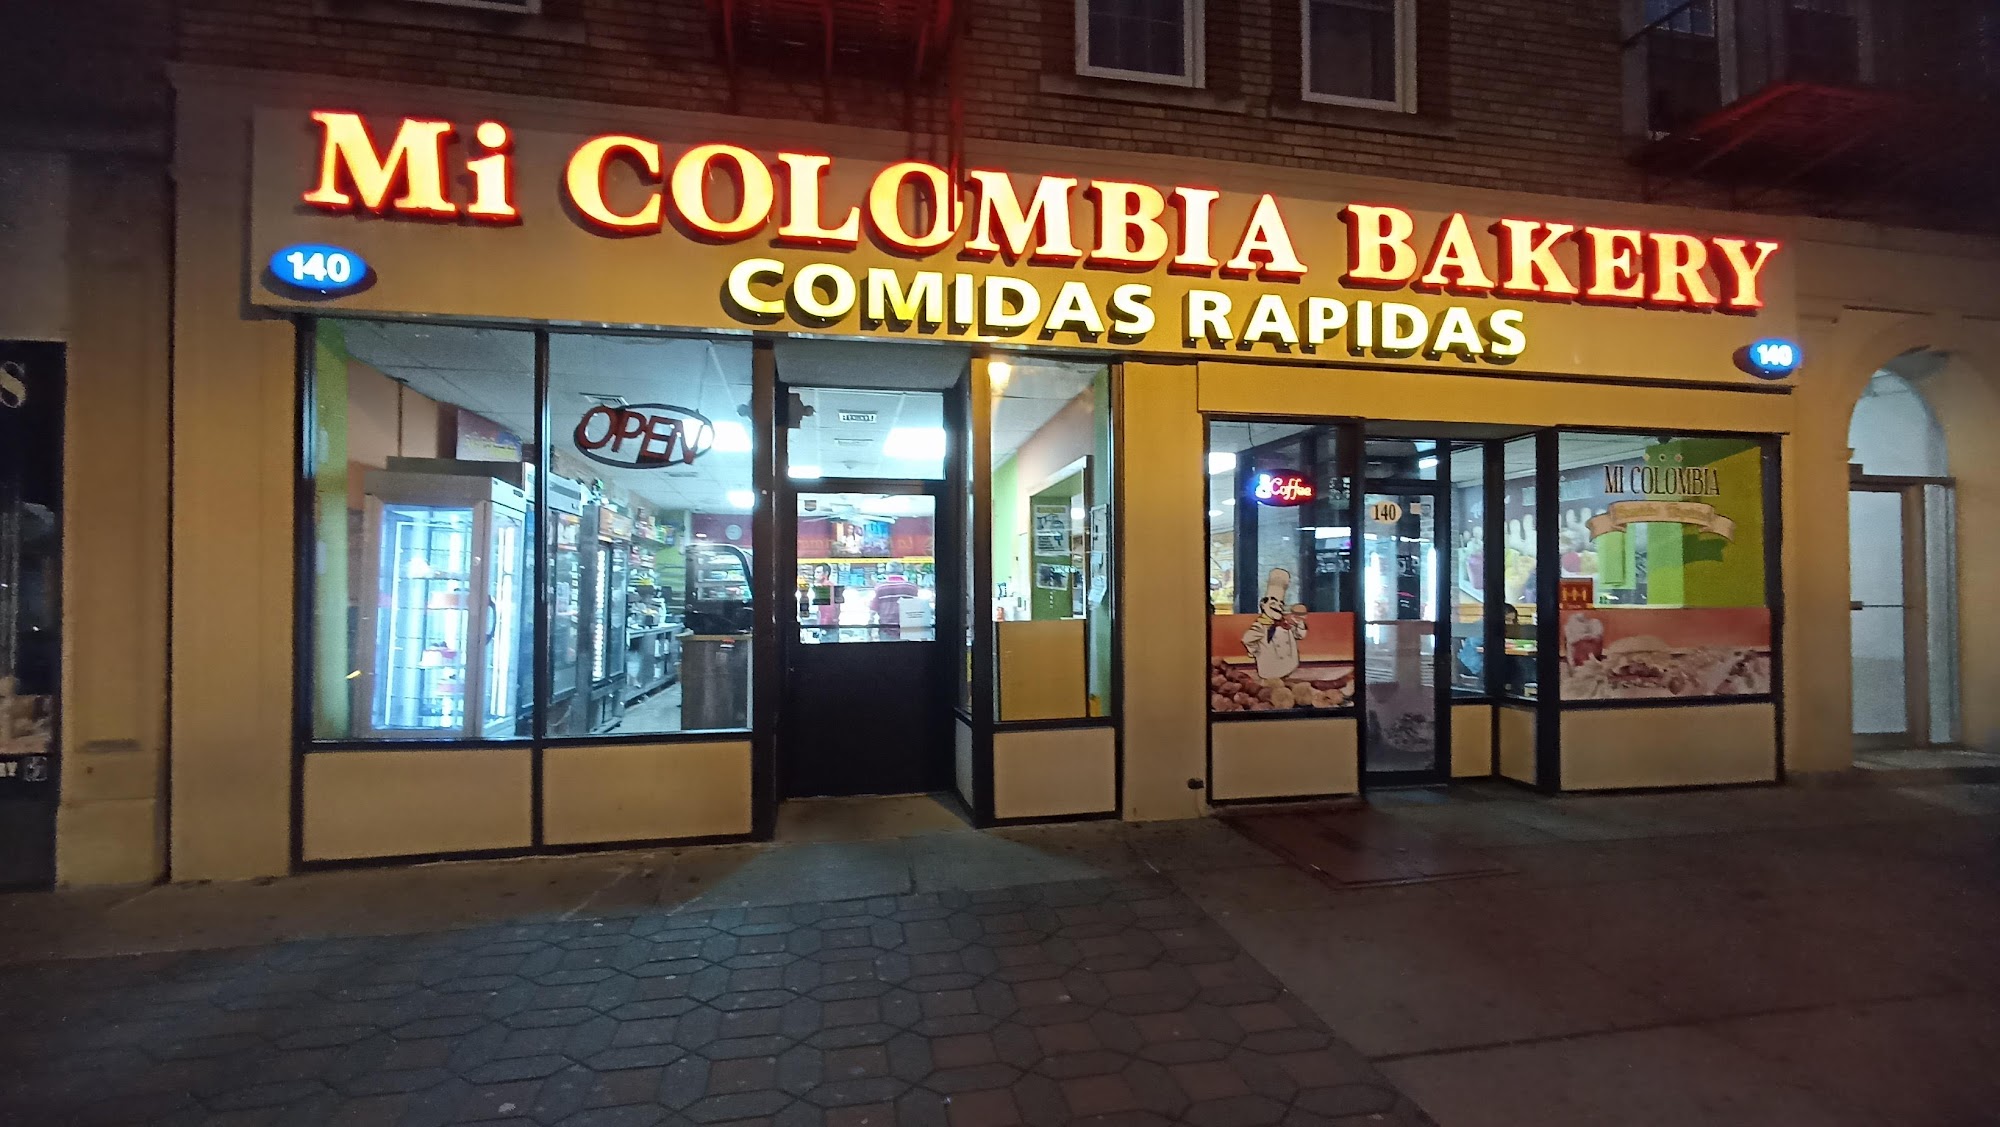 Mi COLOMBIA BAKERY
COMIDAS RAPIDAS
140
140
OPEN
Coffee
140
MI COLOMBIA